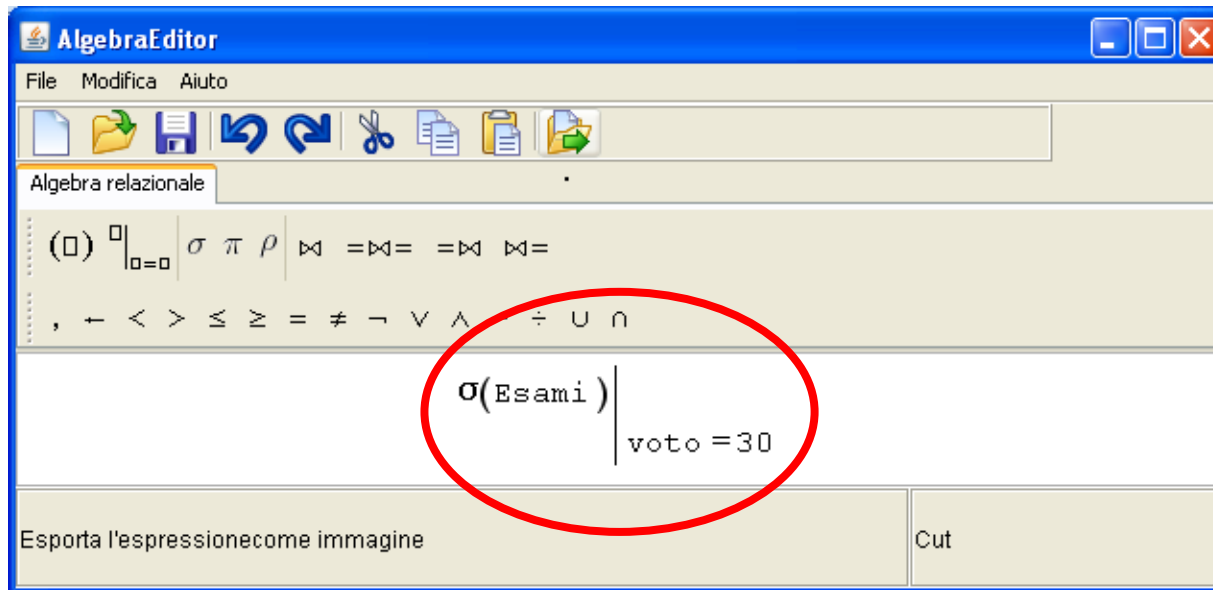 AlgebraEditor
File Modifica Aiuto
Algebra relazionale
(□) □|□=□ σ π ρ ⋈ =⋈= =⋈ ⋈=
, ← < > ≤ ≥ = ≠ ¬ ∨ ∧ - ÷ ∪ ∩
σ(Esami)
voto =30
Esporta l'espressionecome immagine
Cut